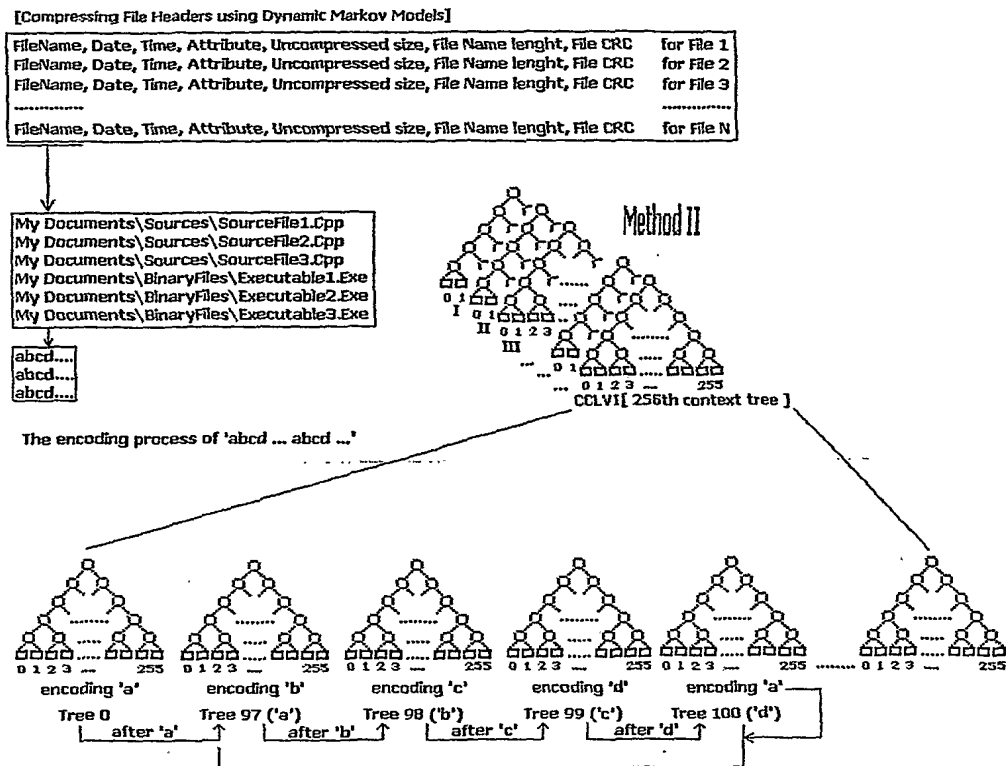 [Compressing File Headers using Dynamic Markov Models]
FileName, Date, Time, Attribute, Uncompressed size, File Name lenght, File CRC for File 1
FileName, Date, Time, Attribute, Uncompressed size, File Name lenght, File CRC for File 2
FileName, Date, Time, Attribute, Uncompressed size, File Name lenght, File CRC for File 3
.............. ..............
FileName, Date, Time, Attribute, Uncompressed size, File Name lenght, File CRC for File N
My Documents\Sources\SourceFile1.Cpp
My Documents\Sources\SourceFile2.Cpp
My Documents\Sources\SourceFile3.Cpp
My Documents\BinaryFiles\Executable1.Exe
My Documents\BinaryFiles\Executable2.Exe
My Documents\BinaryFiles\Executable3.Exe
abcd....
abcd....
abcd....
Method II
0 1
I
0 1
II
0 1 2 3
III
0 1
0 1 2 3 ... 255
CCLVI[ 256th context tree ]
The encoding process of 'abcd ... abcd ...'
0 1 2 3 .... 255 0 1 2 3 .... 255 0 1 2 3 .... 255 0 1 2 3 .... 255 0 1 2 3 .... 255 ........ 0 1 2 3 .... 255
encoding 'a' encoding 'b' encoding 'c' encoding 'd' encoding 'a'
Tree 0 Tree 97 ('a') Tree 98 ('b') Tree 99 ('c') Tree 100 ('d')
after 'a' after 'b' after 'c' after 'd'